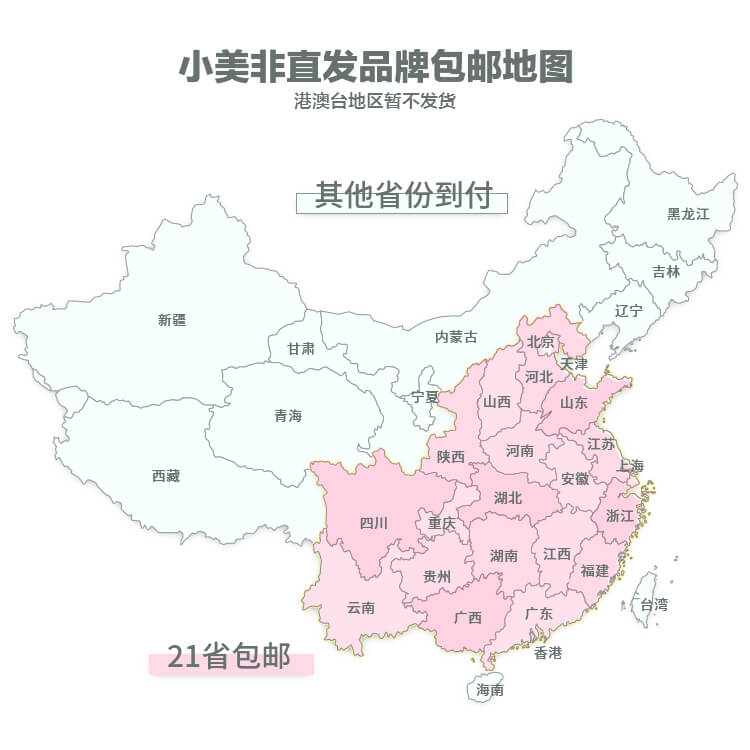 小美非直发品牌包邮地图
港澳台地区暂不发货
其他省份到付
黑龙江
吉林
辽宁
新疆
内蒙古
甘肃
北京
天津
河北
宁夏
山西
山东
青海
陕西
河南
江苏
西藏
安徽
上海
湖北
四川
重庆
浙江
湖南
江西
福建
贵州
云南
广西
广东
台湾
香港
21省包邮
海南